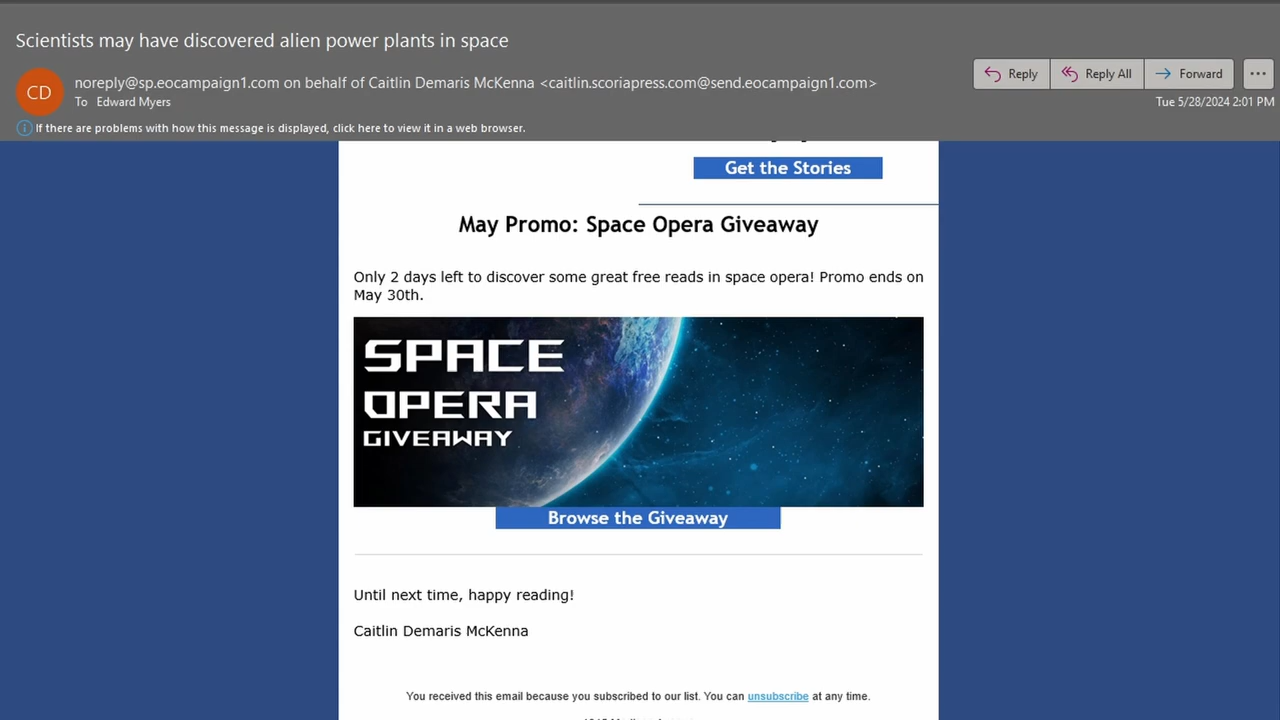 Scientists may have discovered alien power plants in space
CD
noreply@sp.eocampaign1.com on behalf of Caitlin Demaris McKenna <caitlin.scoriapress.com@send.eocampaign1.com>
To Edward Myers
Reply
Reply All
Forward
Tue 5/28/2024 2:01 PM
If there are problems with how this message is displayed, click here to view it in a web browser.
Get the Stories
May Promo: Space Opera Giveaway
Only 2 days left to discover some great free reads in space opera! Promo ends on
May 30th.
SPACE
OPERA
GIVEAWAY
Browse the Giveaway
Until next time, happy reading!
Caitlin Demaris McKenna
You received this email because you subscribed to our list. You can unsubscribe at any time.